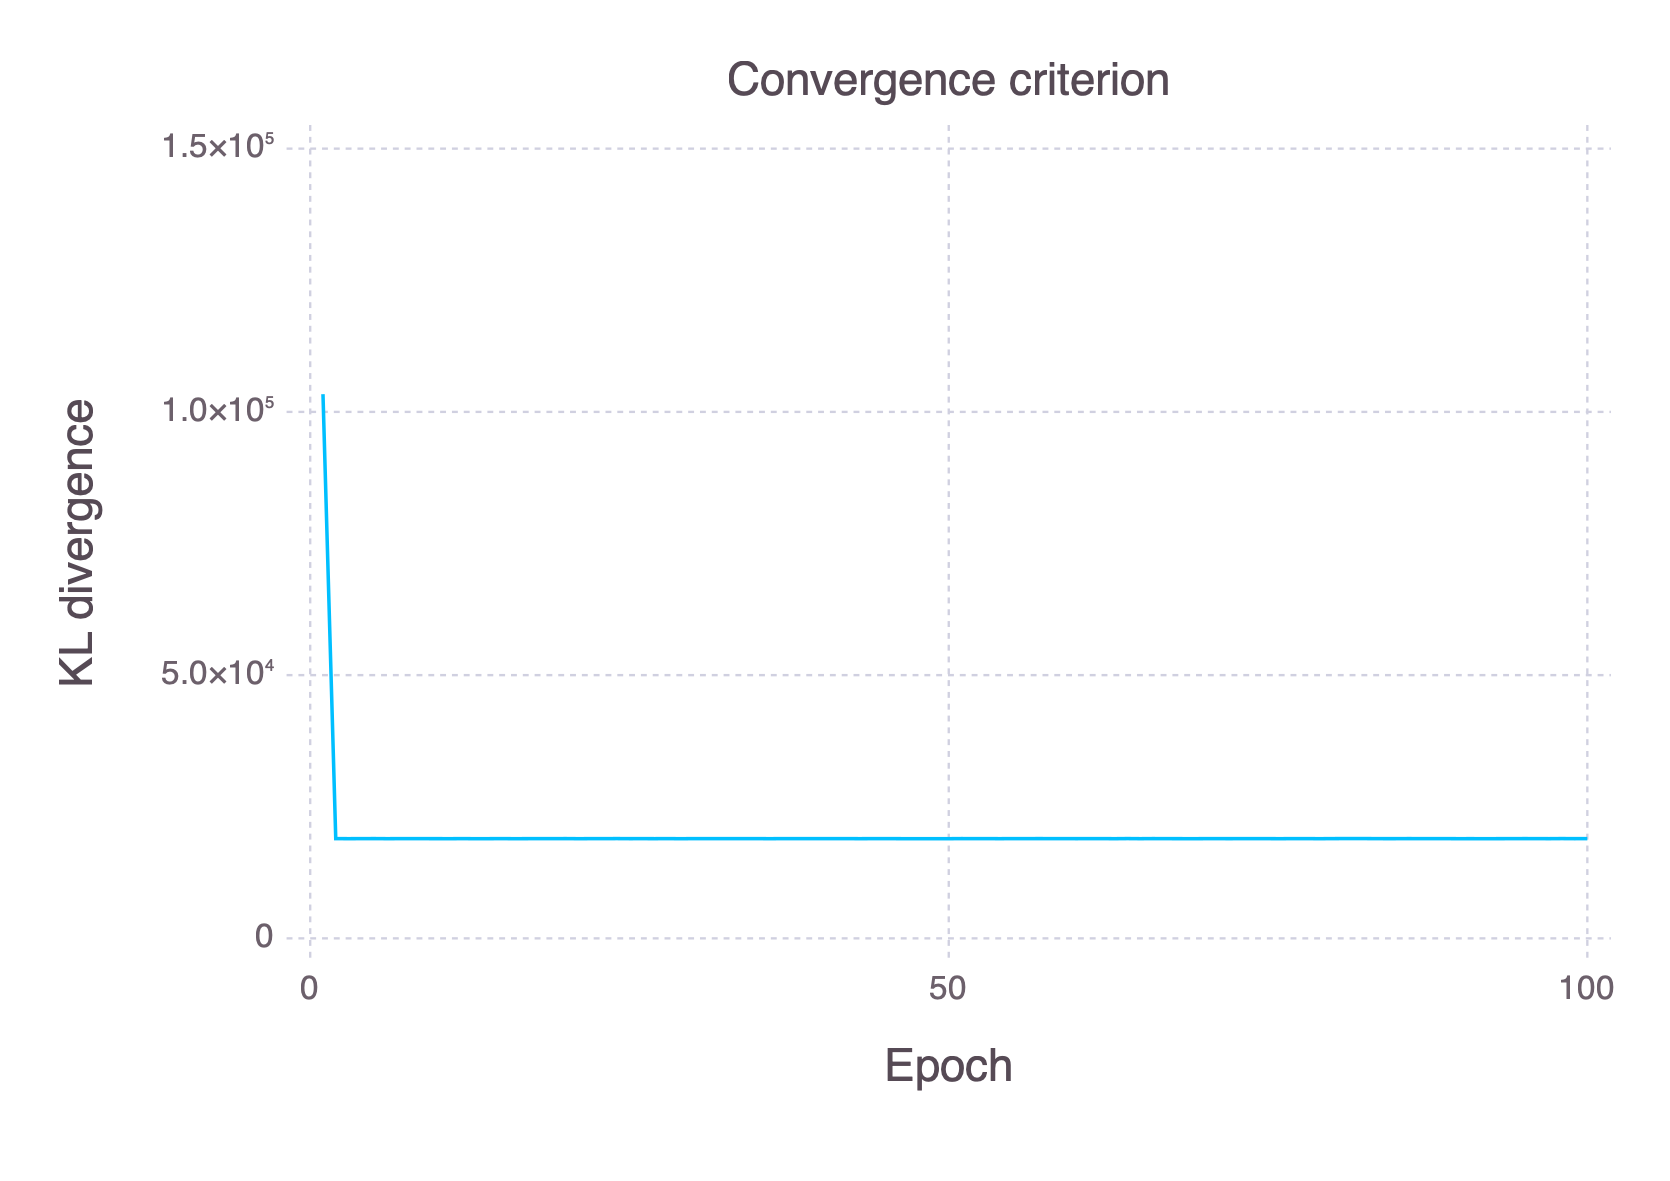 Convergence criterion
1.5×10⁵
1.0×10⁵
5.0×10⁴
0
KL divergence
0 50 100
Epoch